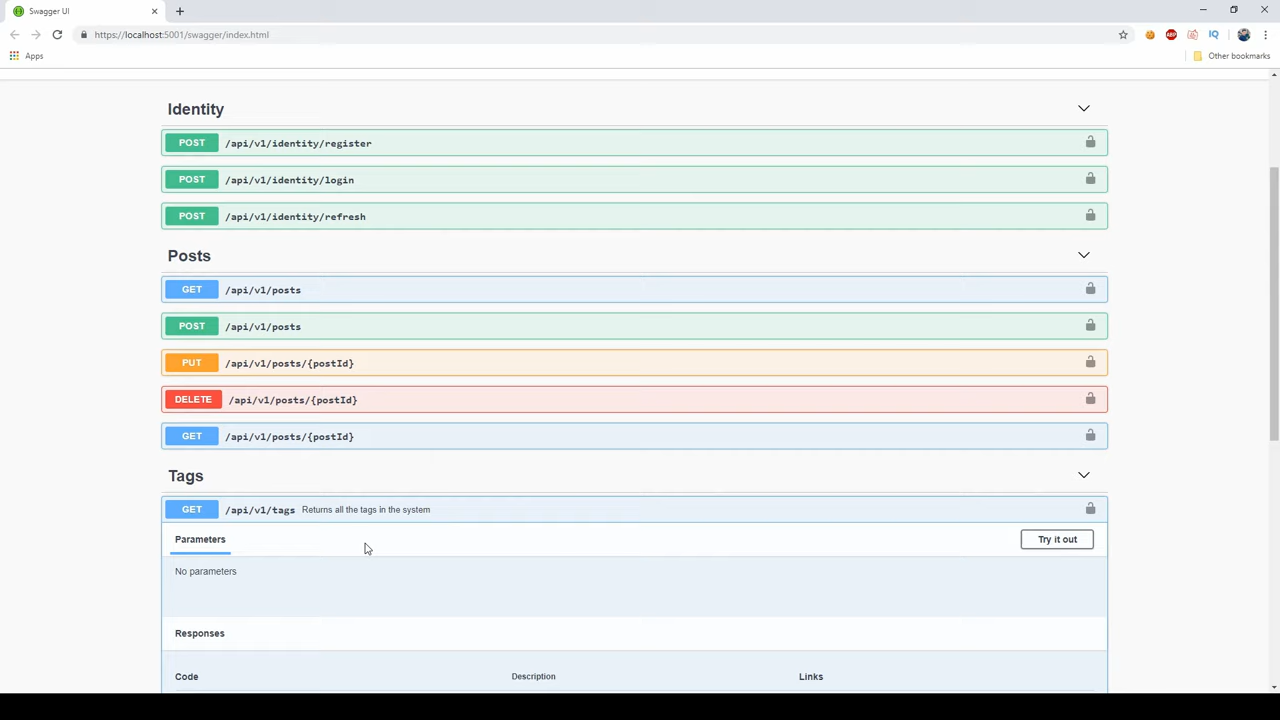 Swagger UI
https://localhost:5001/swagger/index.html
ABP
IQ
Apps
Other bookmarks
Identity
POST /api/v1/identity/register
POST /api/v1/identity/login
POST /api/v1/identity/refresh
Posts
GET /api/v1/posts
POST /api/v1/posts
PUT /api/v1/posts/{postId}
DELETE /api/v1/posts/{postId}
GET /api/v1/posts/{postId}
Tags
GET /api/v1/tags Returns all the tags in the system
Parameters Try it out
No parameters
Responses
Code Description Links